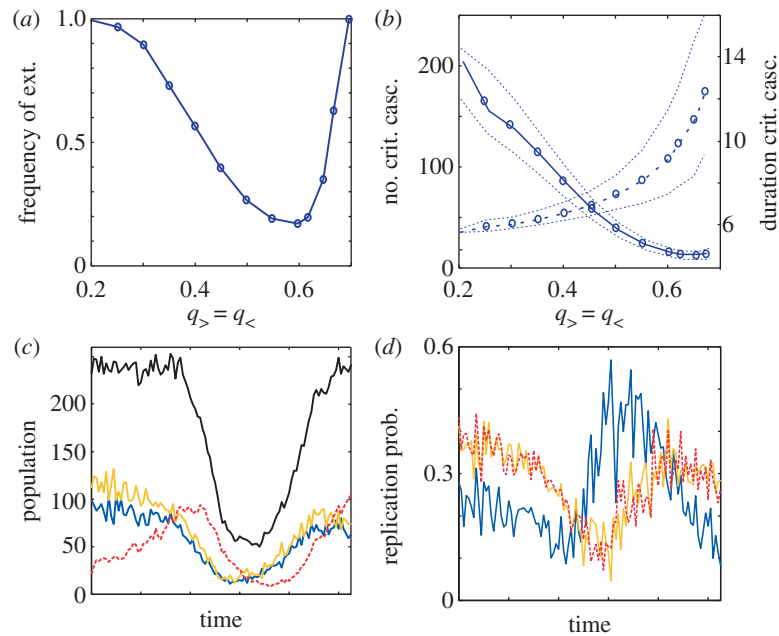 (a)
frequency of ext.
1.0
0.5
0
0.2 0.4 0.6
q> = q<
(b)
no. crit. casc.
200
150
100
50
0
14
10
6
duration crit. casc.
0.2 0.4 0.6
q> = q<
(c)
population
200
150
100
50
0
time
(d)
replication prob.
0.6
0.3
0
time